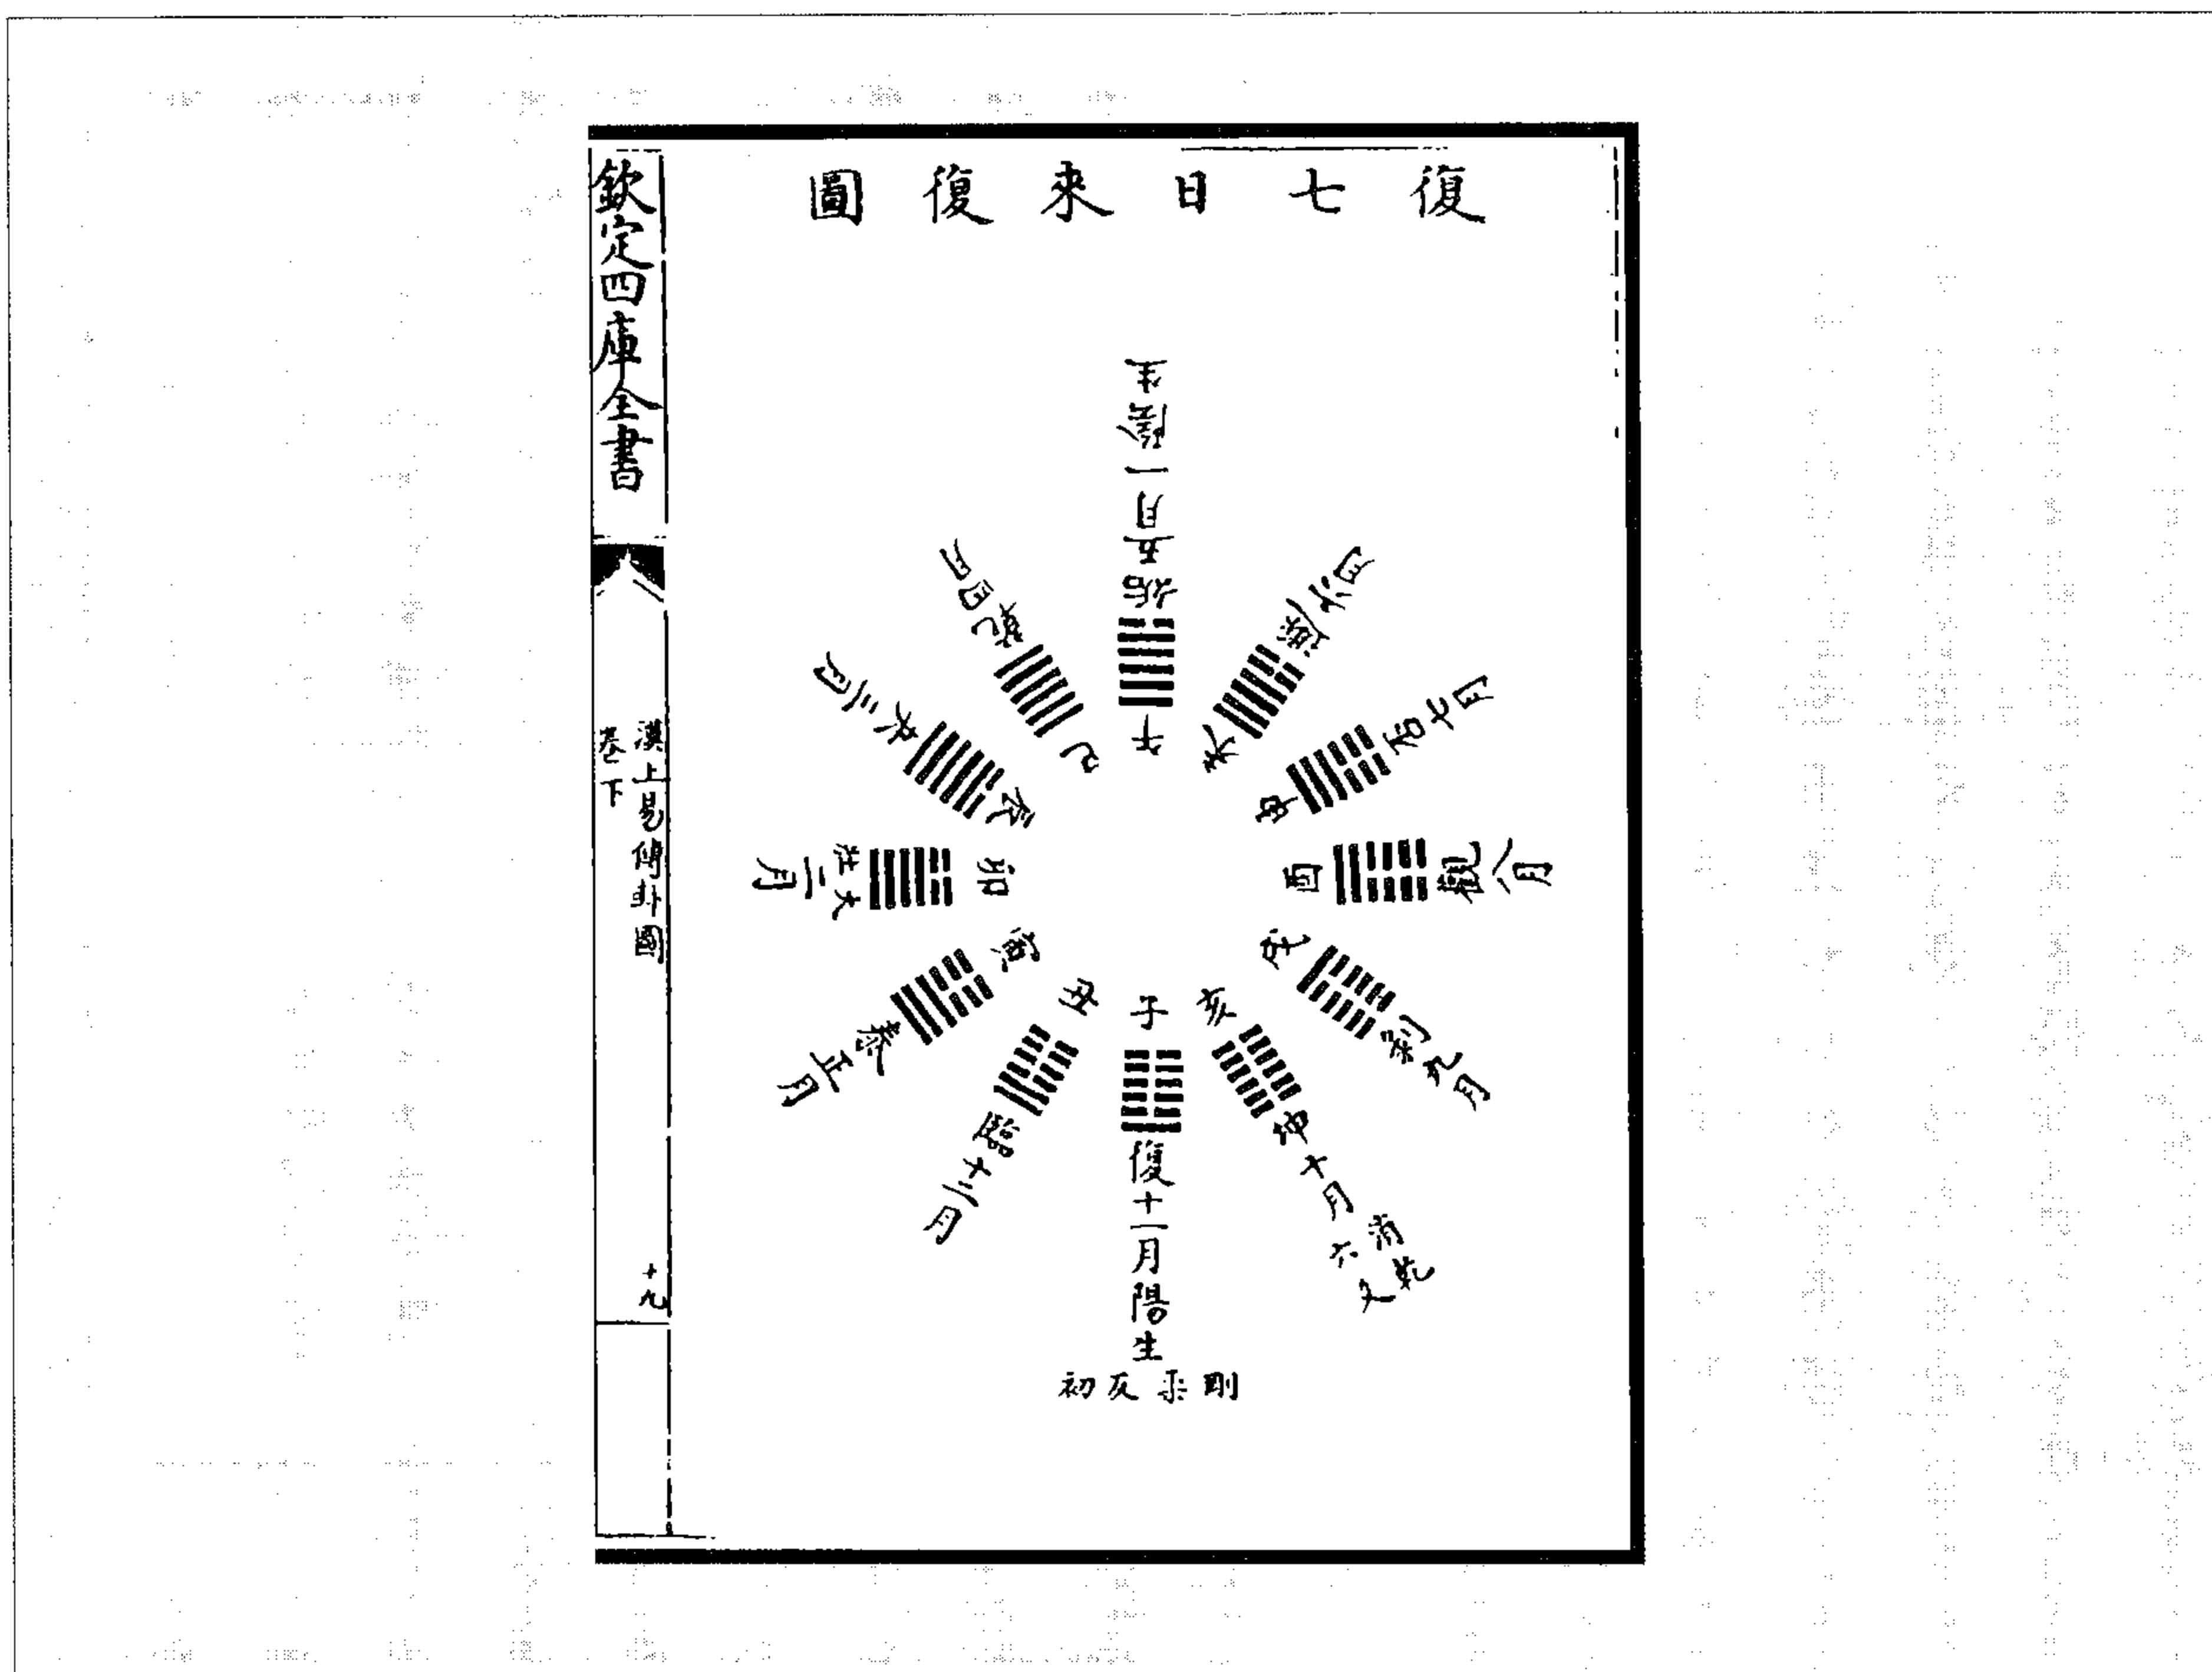 復七日來復圖
午 姤五月一陰生
未 遯六月
申 否七月
酉 觀八月
戌 剝九月
亥 坤十月
消乾
六爻
子 復十一月陽生
剛來反初
丑 臨十二月
寅 泰正月
卯 大壯二月
辰 夬三月
巳 乾四月
欽定四庫全書
漢上易傳卦圖
卷下
十九